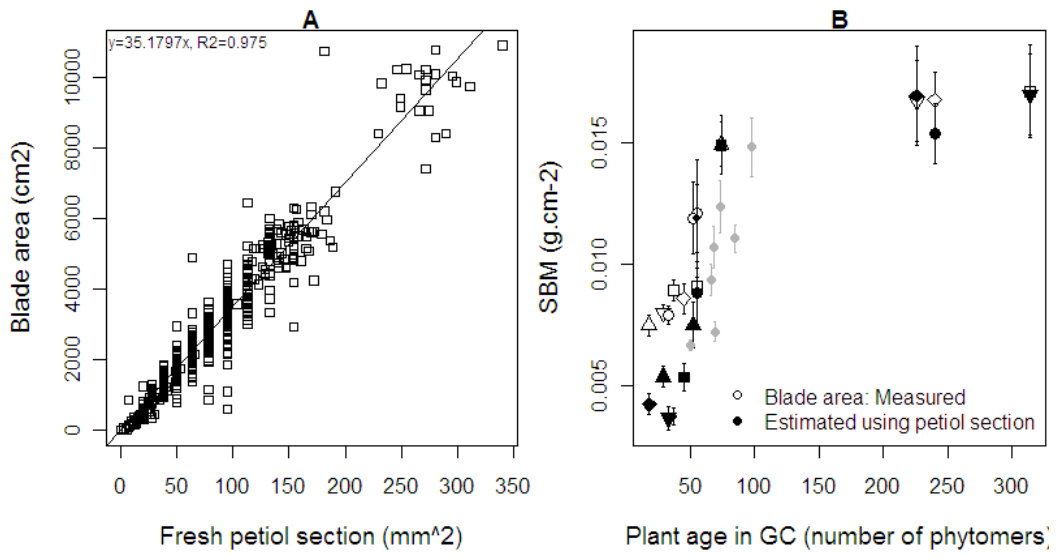 A
y=35.1797x, R2=0.975
Blade area (cm2)
10000
8000
6000
4000
2000
0
0 50 100 150 200 250 300 350
Fresh petiol section (mm^2)
B
SBM (g.cm-2)
0.015
0.010
0.005
Blade area: Measured
Estimated using petiol section
50 100 150 200 250 300
Plant age in GC (number of phytomers)